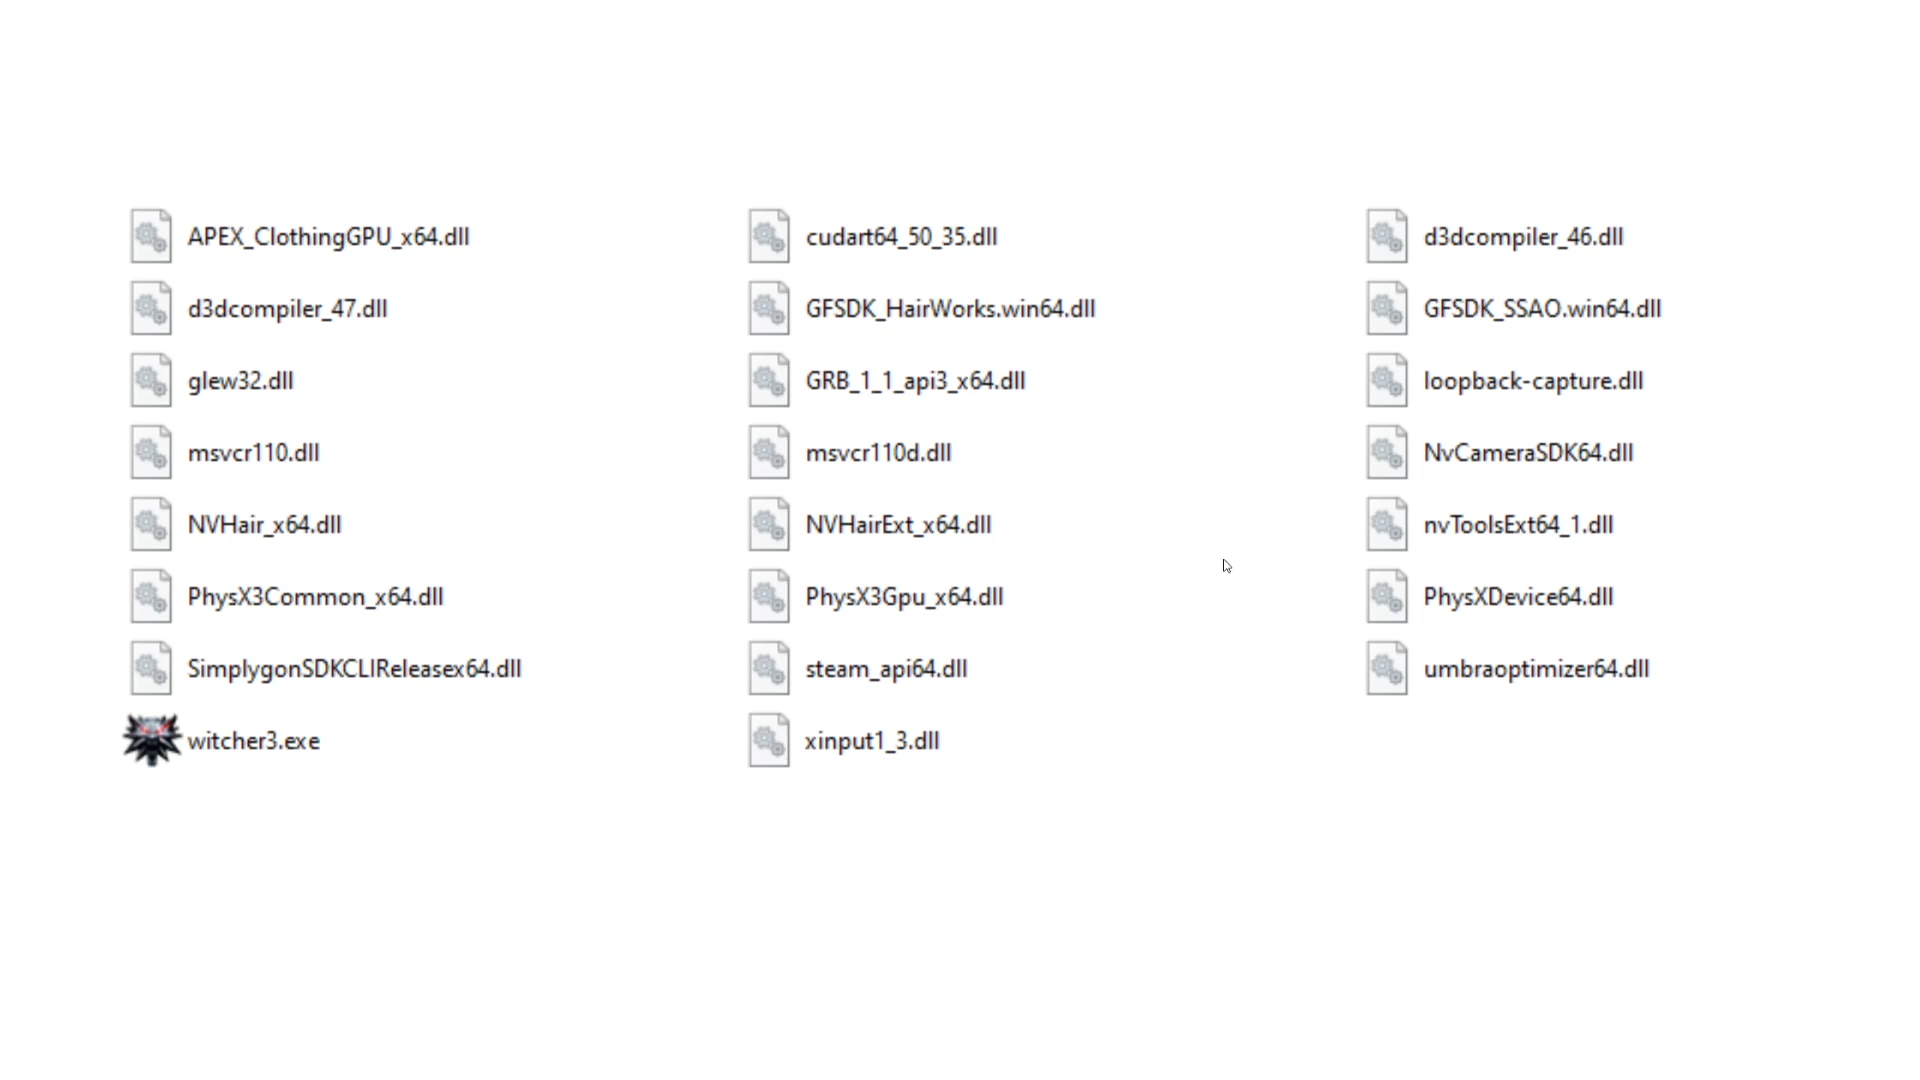 APEX_ClothingGPU_x64.dll
cudart64_50_35.dll
d3dcompiler_46.dll
d3dcompiler_47.dll
GFSDK_HairWorks.win64.dll
GFSDK_SSAO.win64.dll
glew32.dll
GRB_1_1_api3_x64.dll
loopback-capture.dll
msvcr110.dll
msvcr110d.dll
NvCameraSDK64.dll
NVHair_x64.dll
NVHairExt_x64.dll
nvToolsExt64_1.dll
PhysX3Common_x64.dll
PhysX3Gpu_x64.dll
PhysXDevice64.dll
SimplygonSDKCLIReleasex64.dll
steam_api64.dll
umbraoptimizer64.dll
witcher3.exe
xinput1_3.dll